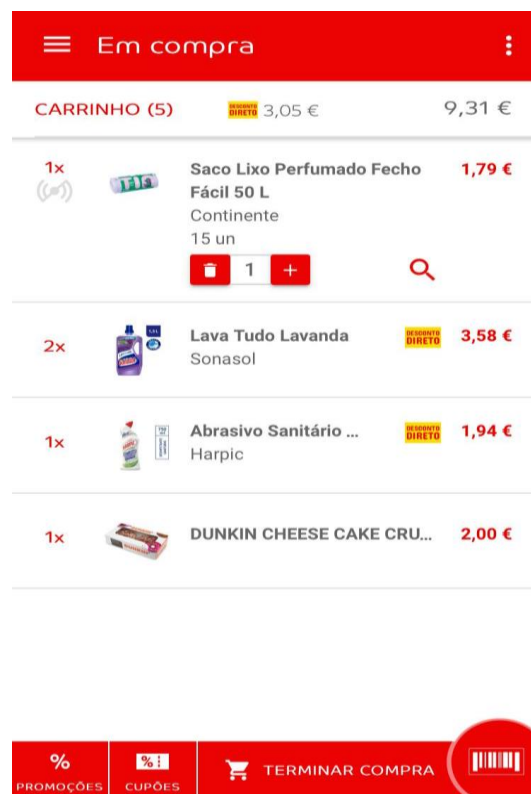 Em compra
CARRINHO (5) DESCONTO DIRETO 3,05 € 9,31 €
1x Saco Lixo Perfumado Fecho 1,79 €
Fácil 50 L
Continente
15 un
1 +
2x Lava Tudo Lavanda DESCONTO DIRETO 3,58 €
Sonasol
1x Abrasivo Sanitário ... DESCONTO DIRETO 1,94 €
Harpic
1x DUNKIN CHEESE CAKE CRU... 2,00 €
% %
PROMOÇÕES CUPÕES TERMINAR COMPRA